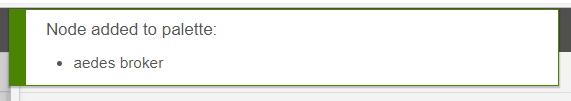 Node added to palette:
• aedes broker